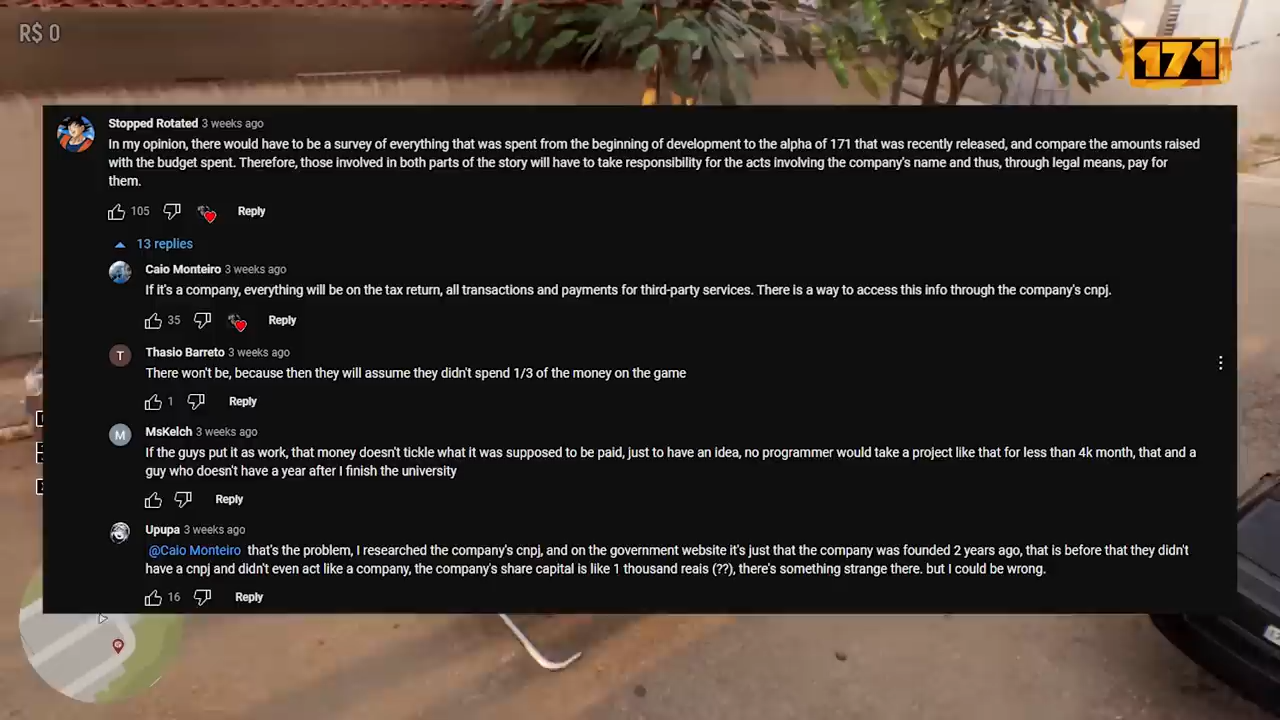 R$ 0
171
Stopped Rotated 3 weeks ago
In my opinion, there would have to be a survey of everything that was spent from the beginning of development to the alpha of 171 that was recently released, and compare the amounts raised
with the budget spent. Therefore, those involved in both parts of the story will have to take responsibility for the acts involving the company's name and thus, through legal means, pay for
them.
105 Reply
13 replies
Caio Monteiro 3 weeks ago
If it's a company, everything will be on the tax return, all transactions and payments for third-party services. There is a way to access this info through the company's cnpj.
35 Reply
T
Thasio Barreto 3 weeks ago
There won't be, because then they will assume they didn't spend 1/3 of the money on the game
1 Reply
M
MsKelch 3 weeks ago
If the guys put it as work, that money doesn't tickle what it was supposed to be paid, just to have an idea, no programmer would take a project like that for less than 4k month, that and a
guy who doesn't have a year after I finish the university
Reply
Upupa 3 weeks ago
@Caio Monteiro that's the problem, I researched the company's cnpj, and on the government website it's just that the company was founded 2 years ago, that is before that they didn't
have a cnpj and didn't even act like a company, the company's share capital is like 1 thousand reais (??), there's something strange there. but I could be wrong.
16 Reply